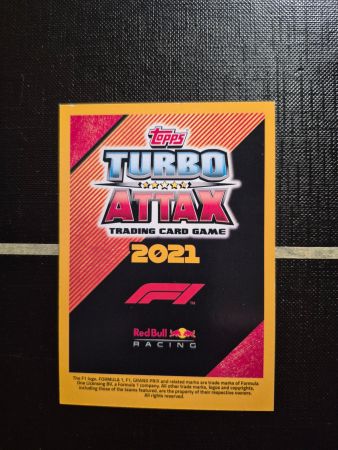 Topps
TURBO
ATTAX
TRADING CARD GAME
2021
F1
TM
Red Bull
RACING
The F1 logo, FORMULA 1, F1, GRAND PRIX and related marks are trade marks of Formula
One Licensing BV, a Formula 1 company. All other trade marks, logos and copyrights,
including those of the teams featured, are the property of their respective owners.
All rights reserved.